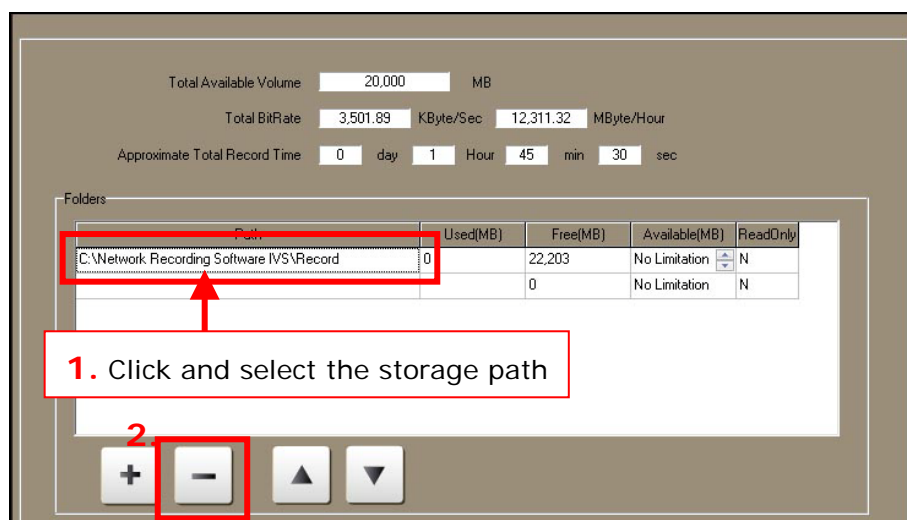 Total Available Volume 20,000 MB
Total BitRate 3,501.89 KByte/Sec 12,311.32 MByte/Hour
Approximate Total Record Time 0 day 1 Hour 45 min 30 sec
Folders
Path Used(MB) Free(MB) Available(MB) ReadOnly
C:\Network Recording Software IVS\Record 0 22,203 No Limitation N
0 No Limitation N
1. Click and select the storage path
2.